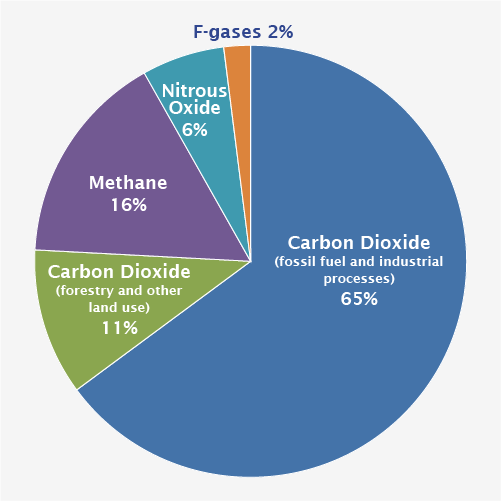 F-gases 2%
Nitrous
Oxide
6%
Methane
16%
Carbon Dioxide
(fossil fuel and industrial
processes)
65%
Carbon Dioxide
(forestry and other
land use)
11%